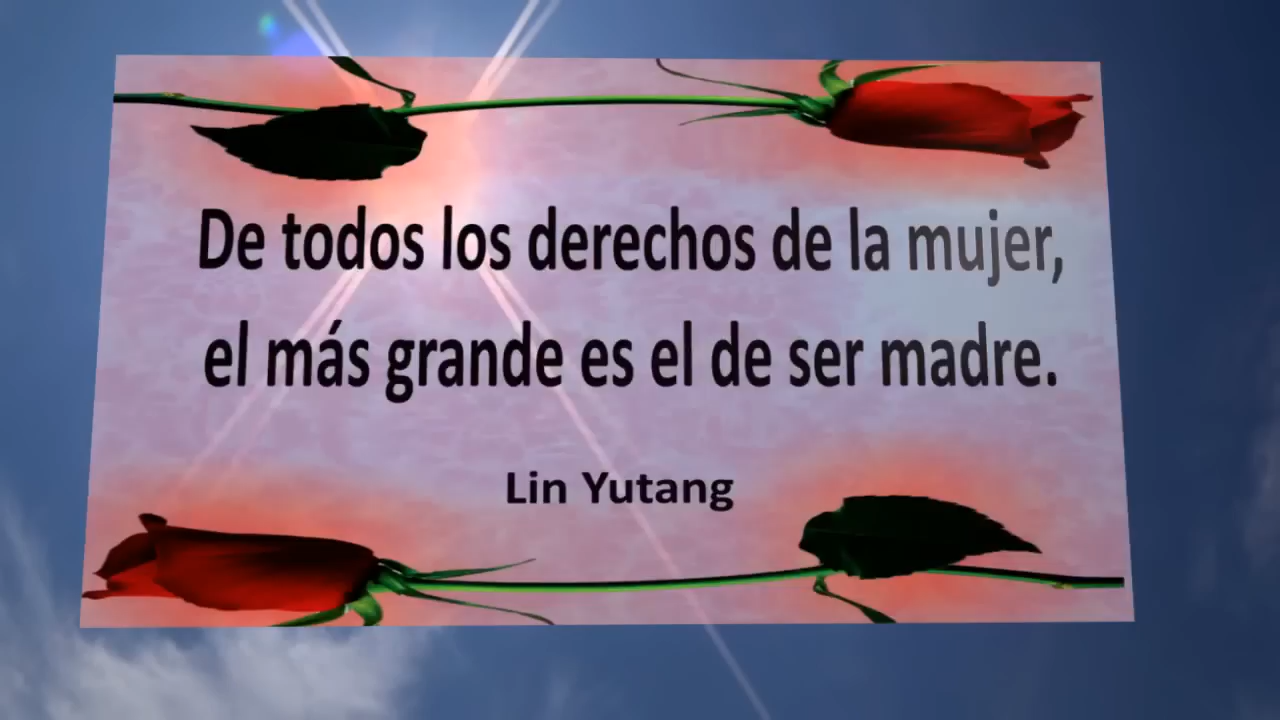 De todos los derechos de la mujer,
el más grande es el de ser madre.
Lin Yutang